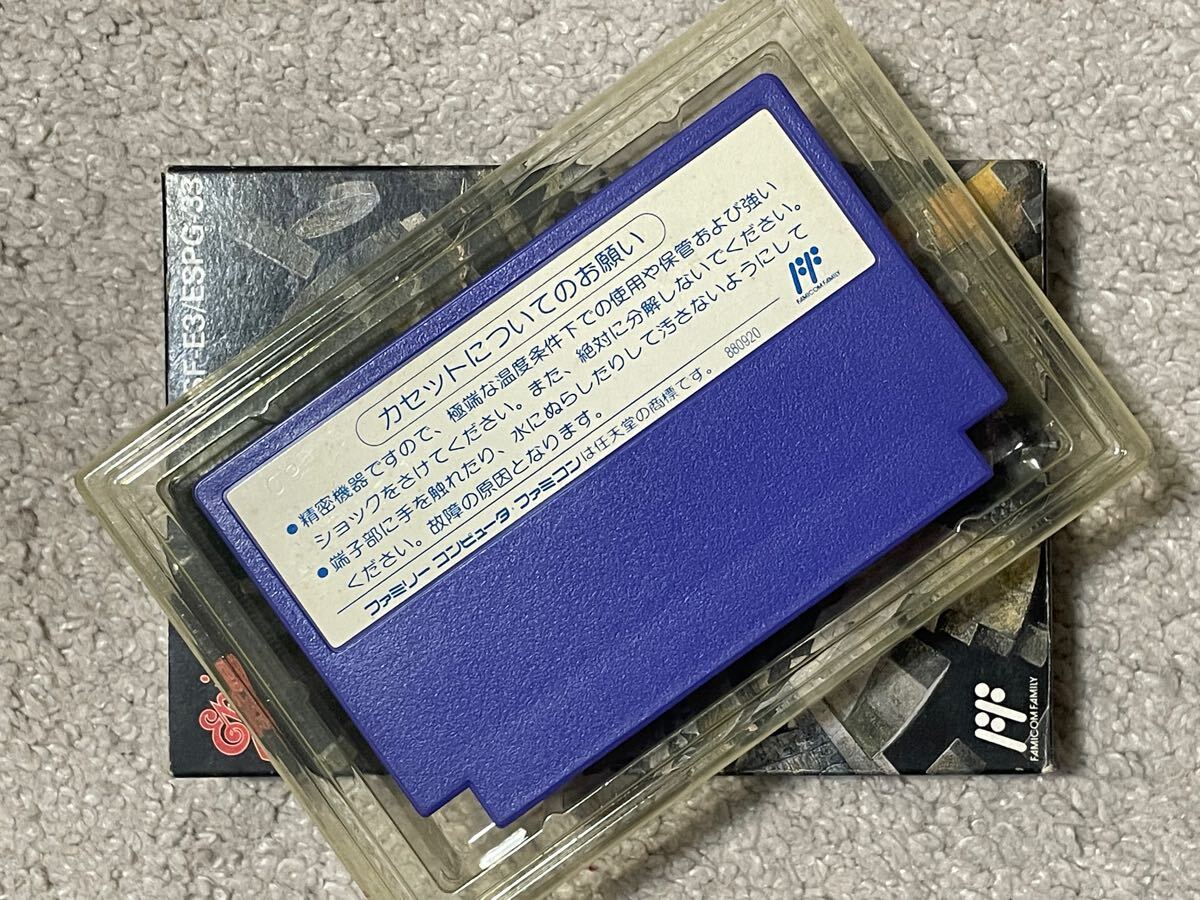 カセットについてのお願い
●精密機器ですので、極端な温度条件下での使用や保管および強い
ショックをさけてください。また、絶対に分解しないでください。
●端子部に手を触れたり、水にぬらしたりして汚さないようにして
ください。故障の原因となります。
ファミリーコンピュータ・ファミコンは任天堂の商標です。
880920
FAMICOM FAMILY
SF-E3/ESPG-33
FAMICOM FAMILY